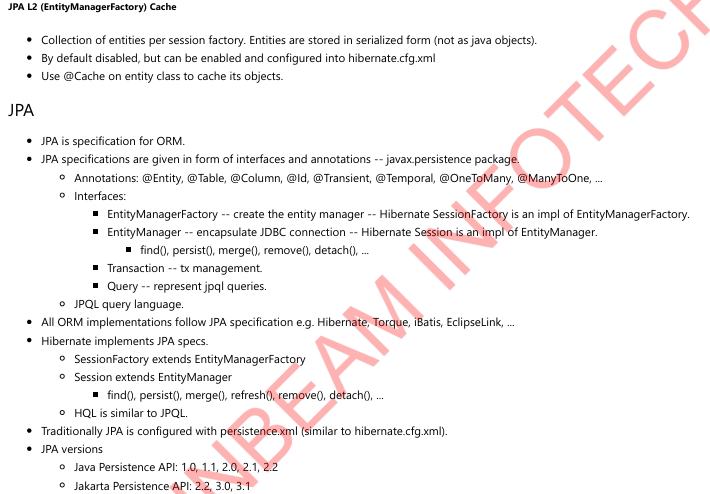 JPA L2 (EntityManagerFactory) Cache
• Collection of entities per session factory. Entities are stored in serialized form (not as java objects).
• By default disabled, but can be enabled and configured into hibernate.cfg.xml
• Use @Cache on entity class to cache its objects.
JPA
• JPA is specification for ORM.
• JPA specifications are given in form of interfaces and annotations -- javax.persistence package.
◦ Annotations: @Entity, @Table, @Column, @Id, @Transient, @Temporal, @OneToMany, @ManyToOne, ...
◦ Interfaces:
▪ EntityManagerFactory -- create the entity manager -- Hibernate SessionFactory is an impl of EntityManagerFactory.
▪ EntityManager -- encapsulate JDBC connection -- Hibernate Session is an impl of EntityManager.
▪ find(), persist(), merge(), remove(), detach(), ...
▪ Transaction -- tx management.
▪ Query -- represent jpql queries.
◦ JPQL query language.
• All ORM implementations follow JPA specification e.g. Hibernate, Torque, iBatis, EclipseLink, ...
• Hibernate implements JPA specs.
◦ SessionFactory extends EntityManagerFactory
◦ Session extends EntityManager
▪ find(), persist(), merge(), refresh(), remove(), detach(), ...
◦ HQL is similar to JPQL.
• Traditionally JPA is configured with persistence.xml (similar to hibernate.cfg.xml).
• JPA versions
◦ Java Persistence API: 1.0, 1.1, 2.0, 2.1, 2.2
◦ Jakarta Persistence API: 2.2, 3.0, 3.1
NBEAM INFOTECH